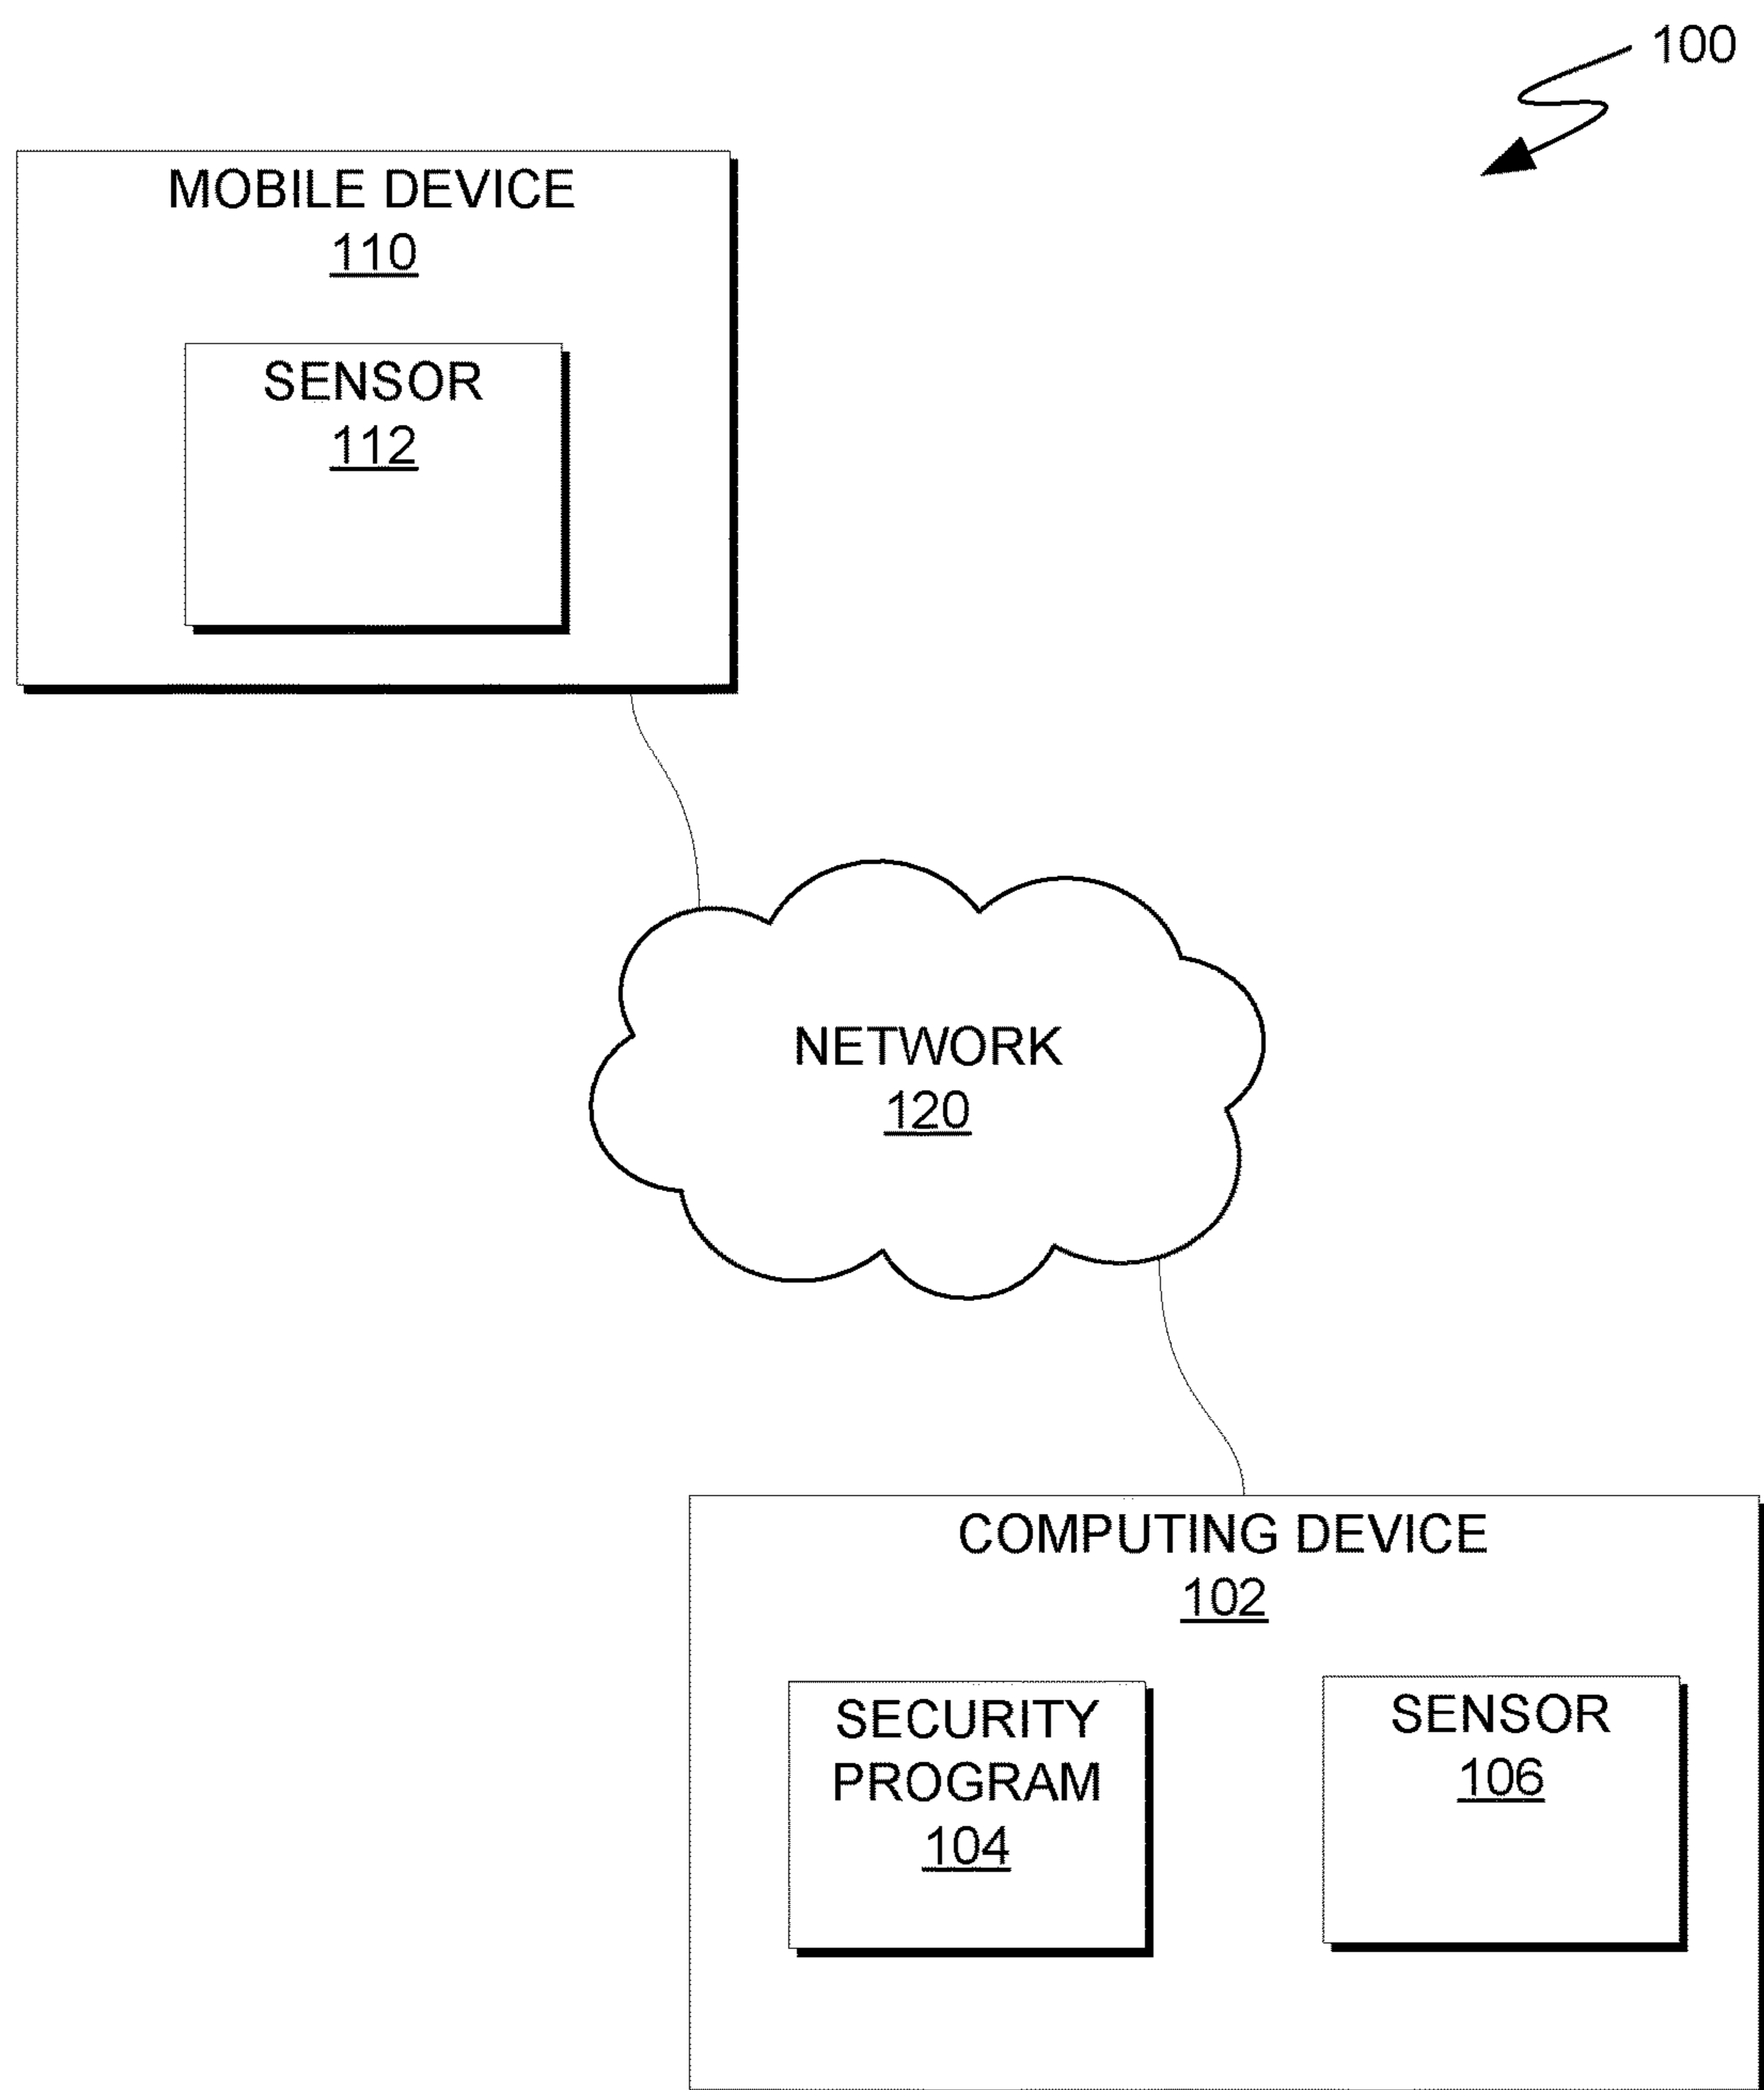 100
MOBILE DEVICE
110
SENSOR
112
NETWORK
120
COMPUTING DEVICE
102
SECURITY
PROGRAM
104
SENSOR
106